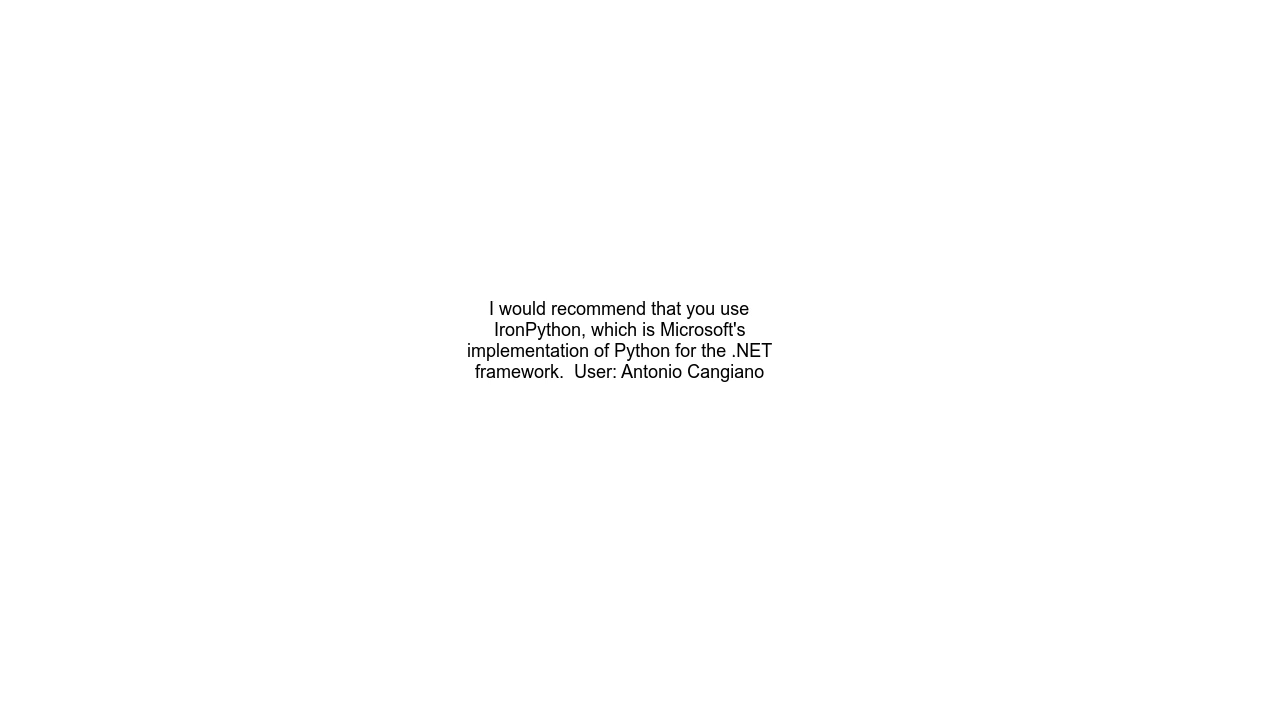 I would recommend that you use
IronPython, which is Microsoft's
implementation of Python for the .NET
framework.  User: Antonio Cangiano